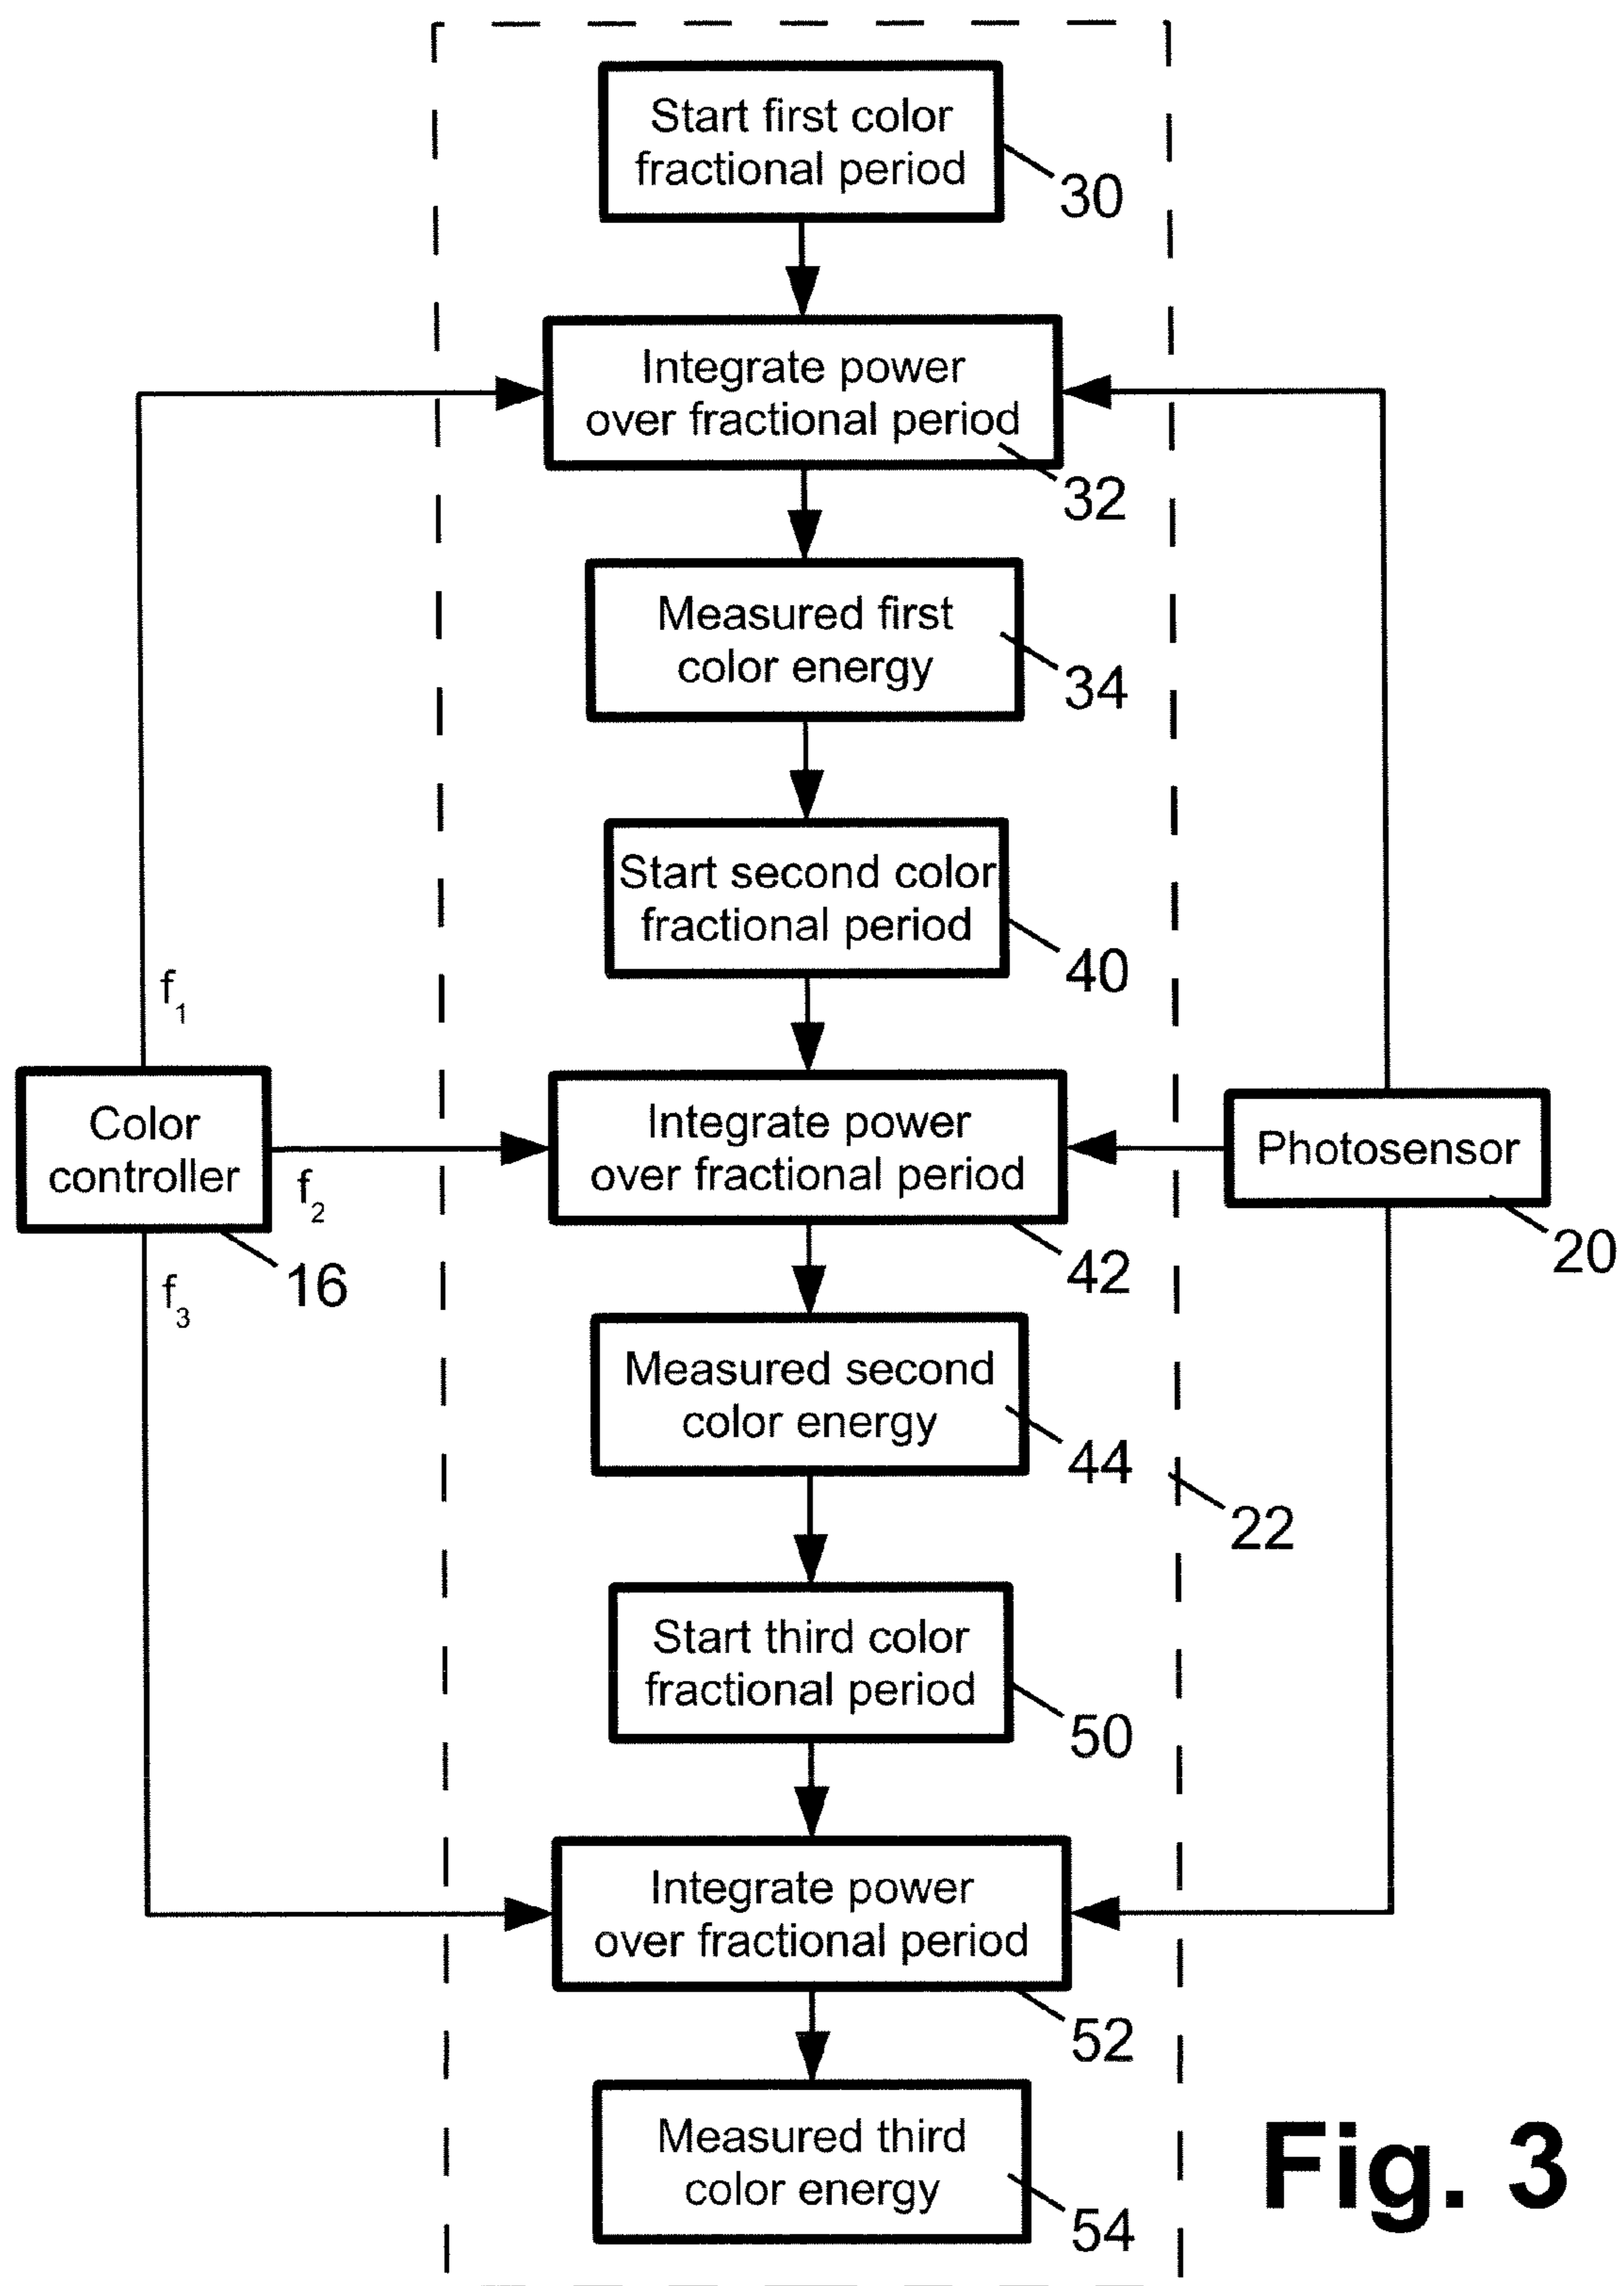 Start first color
fractional period
30
Integrate power
over fractional period
32
Measured first
color energy
34
Start second color
fractional period
40
f1
Color
controller
16
f2
f3
Integrate power
over fractional period
42
Photosensor
20
Measured second
color energy
44
22
Start third color
fractional period
50
Integrate power
over fractional period
52
Measured third
color energy
54
Fig. 3